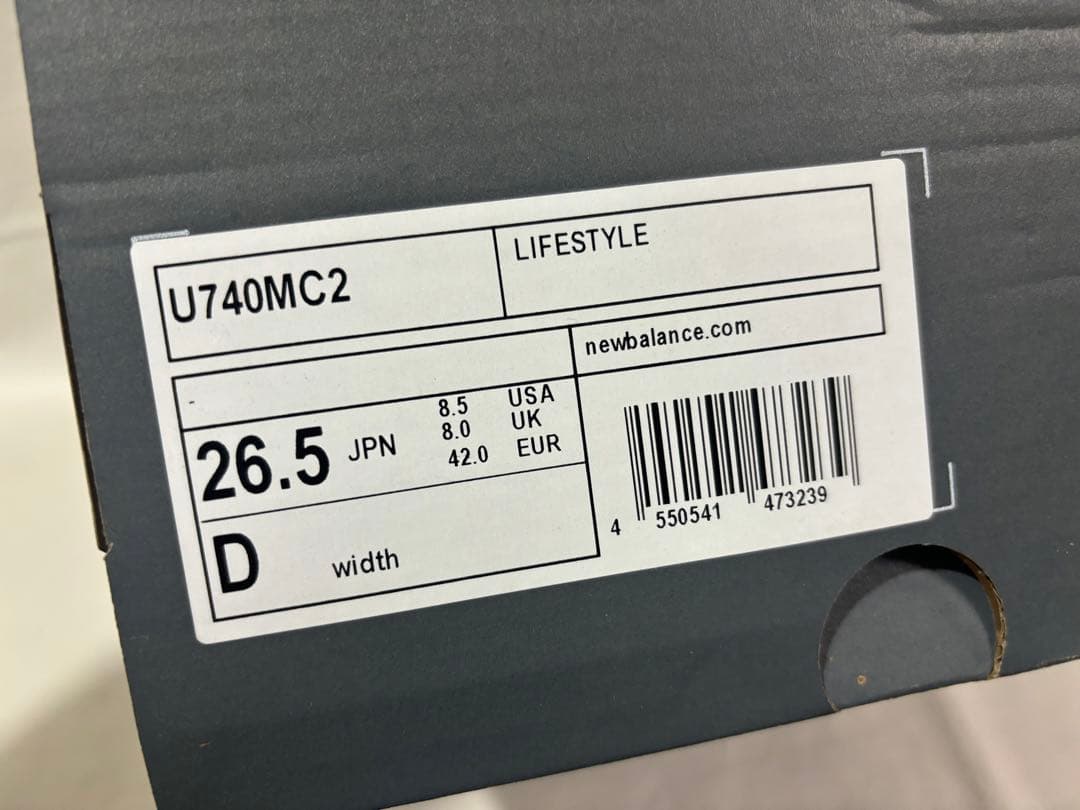 U740MC2
LIFESTYLE
newbalance.com
-
26.5 JPN
8.5 USA
8.0 UK
42.0 EUR
D width
4 550541 473239